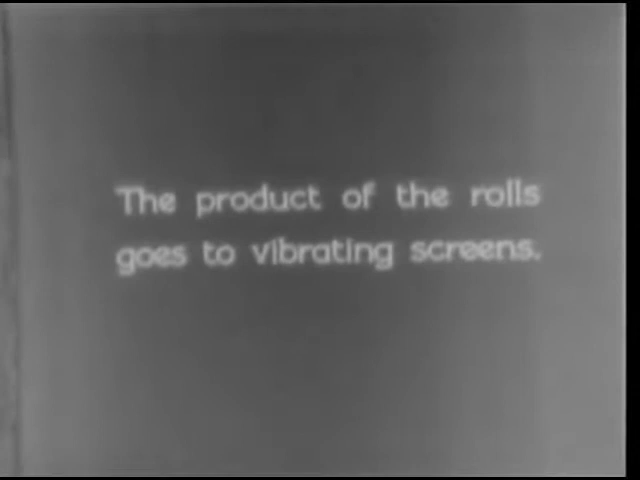 The product of the rolls
goes to vibrating screens.